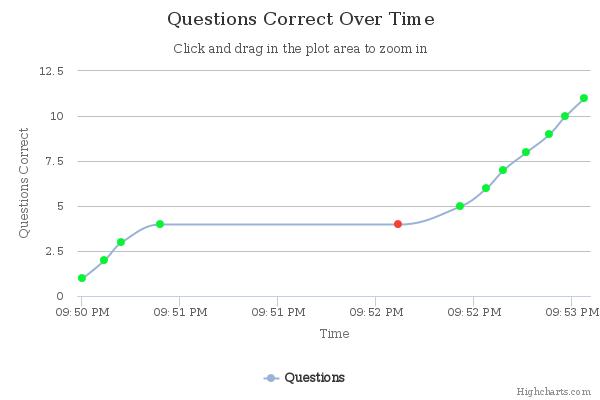 Questions Correct Over Time
Click and drag in the plot area to zoom in
Questions Correct
12.5
10
7.5
5
2.5
0
09:50 PM 09:51 PM 09:51 PM 09:52 PM 09:52 PM 09:53 PM
Time
Questions
Highcharts.com